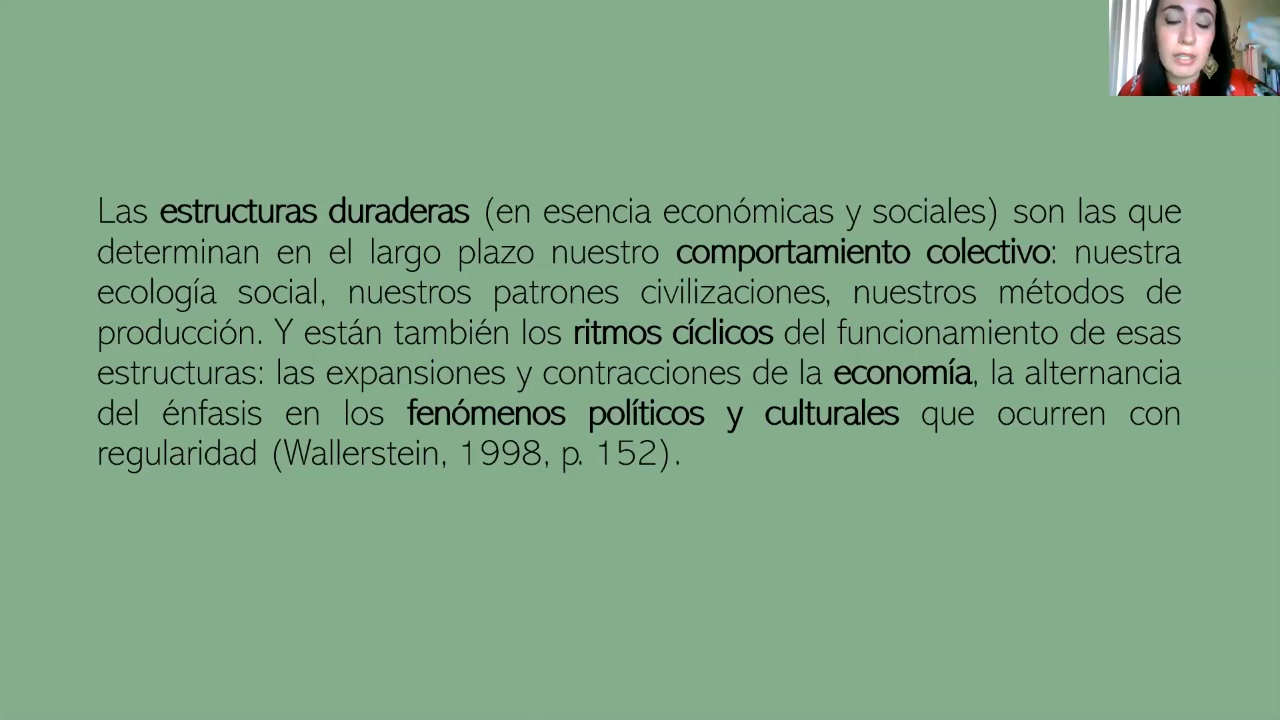 Las estructuras duraderas (en esencia económicas y sociales) son las que
determinan en el largo plazo nuestro comportamiento colectivo: nuestra
ecología social, nuestros patrones civilizaciones, nuestros métodos de
producción. Y están también los ritmos cíclicos del funcionamiento de esas
estructuras: las expansiones y contracciones de la economía, la alternancia
del énfasis en los fenómenos políticos y culturales que ocurren con
regularidad (Wallerstein, 1998, p. 152).